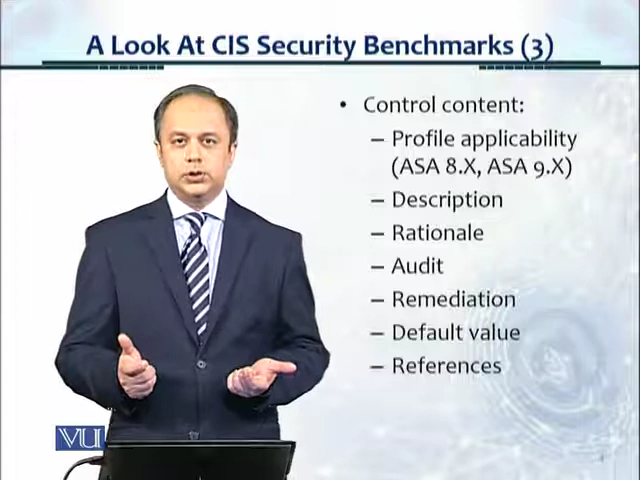 A Look At CIS Security Benchmarks (3)
• Control content:
– Profile applicability
(ASA 8.X, ASA 9.X)
– Description
– Rationale
– Audit
– Remediation
– Default value
– References
VU